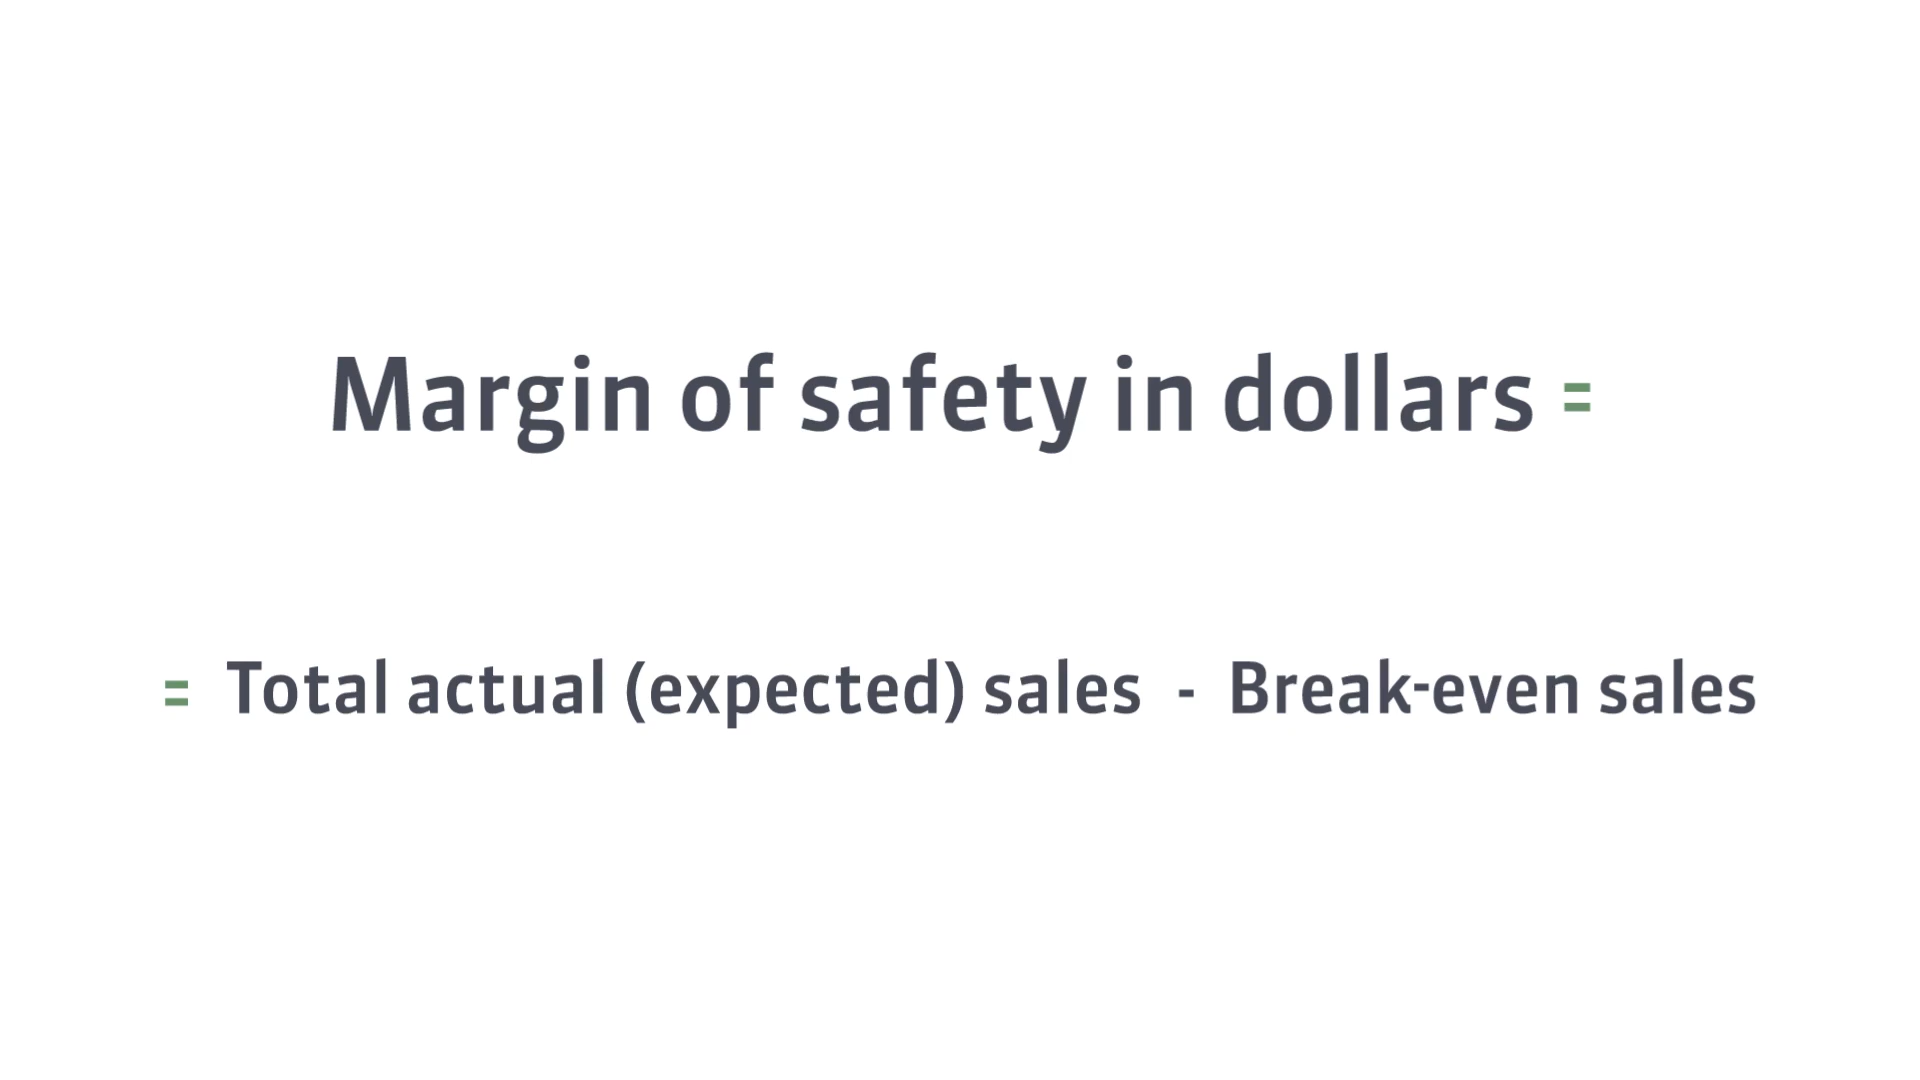 Margin of safety in dollars =
= Total actual (expected) sales - Break-even sales